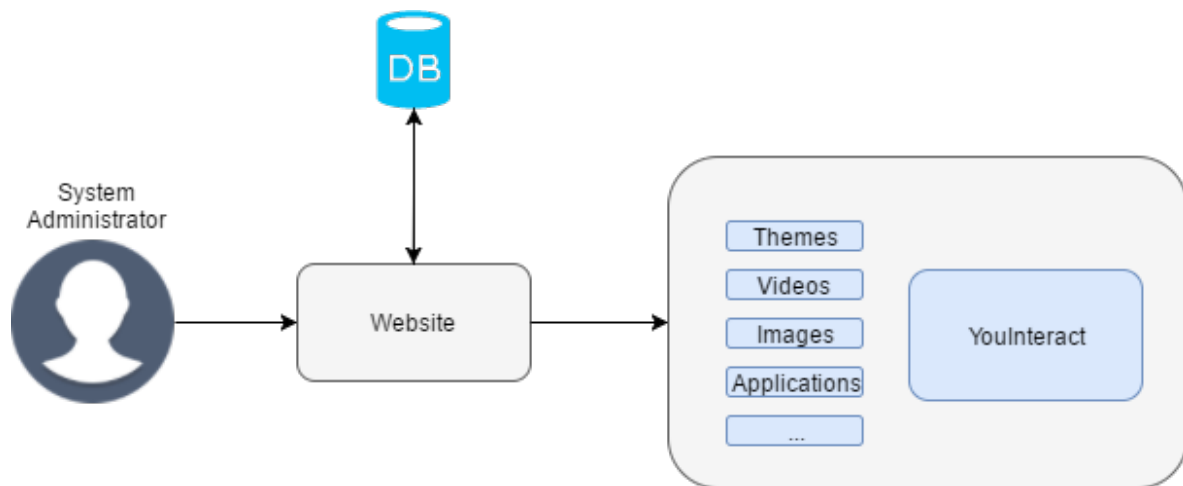 DB
System
Administrator
Website
Themes
Videos
Images
Applications
...
YouInteract